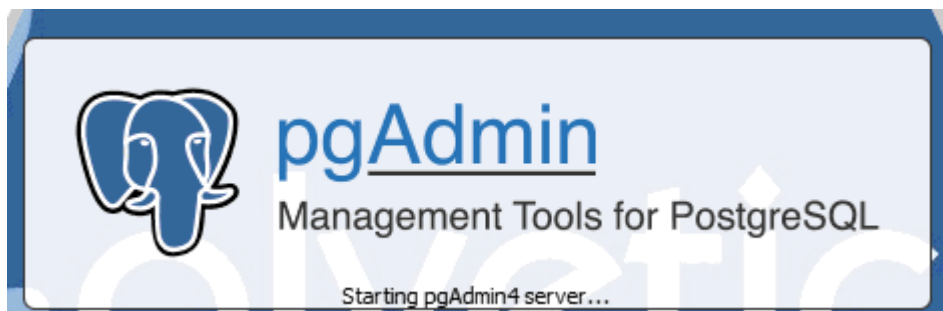 pgAdmin
Management Tools for PostgreSQL
Starting pgAdmin4 server...